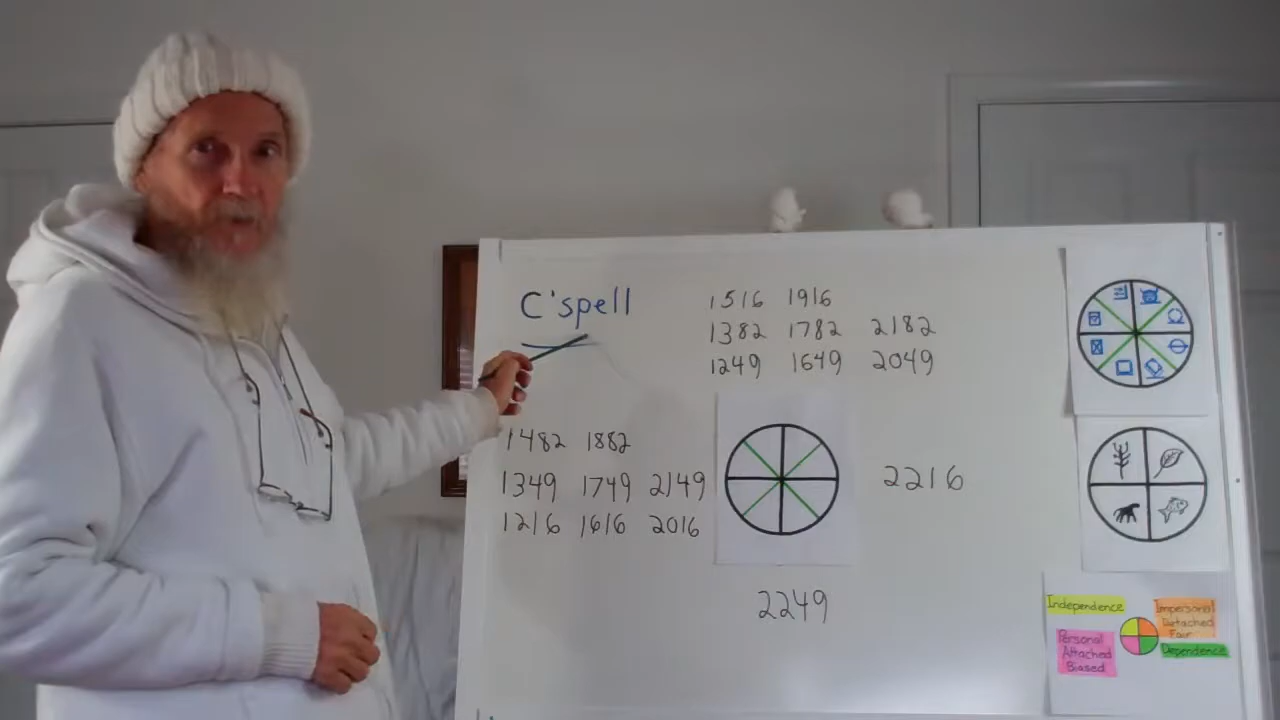 C'spell
1516 1916
1382 1782 2182
1249 1649 2049
1482 1882
1349 1749 2149
1216 1616 2016
2216
2249
Independence
Impersonal
Detached
Fair
Personal
Attached
Biased
Dependence